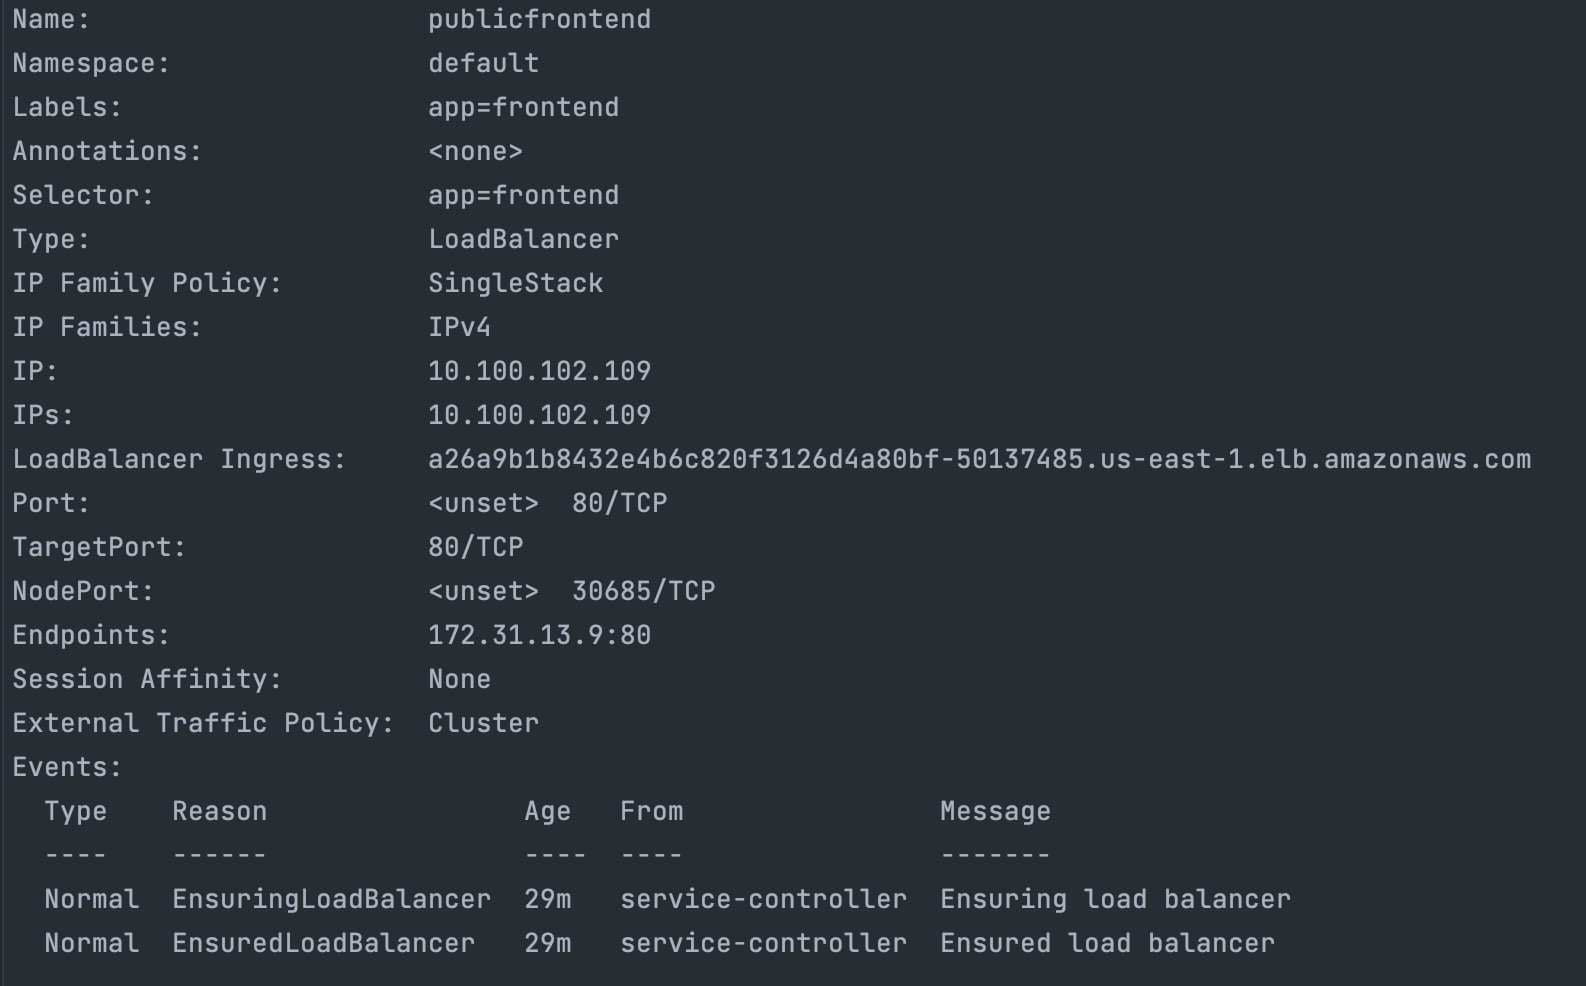 Name:                     publicfrontend
Namespace:                default
Labels:                   app=frontend
Annotations:              <none>
Selector:                 app=frontend
Type:                     LoadBalancer
IP Family Policy:         SingleStack
IP Families:              IPv4
IP:                       10.100.102.109
IPs:                      10.100.102.109
LoadBalancer Ingress:     a26a9b1b8432e4b6c820f3126d4a80bf-50137485.us-east-1.elb.amazonaws.com
Port:                     <unset>  80/TCP
TargetPort:               80/TCP
NodePort:                 <unset>  30685/TCP
Endpoints:                172.31.13.9:80
Session Affinity:         None
External Traffic Policy:  Cluster
Events:
  Type    Reason                Age   From                Message
  ----    ------                ----  ----                -------
  Normal  EnsuringLoadBalancer  29m   service-controller  Ensuring load balancer
  Normal  EnsuredLoadBalancer   29m   service-controller  Ensured load balancer